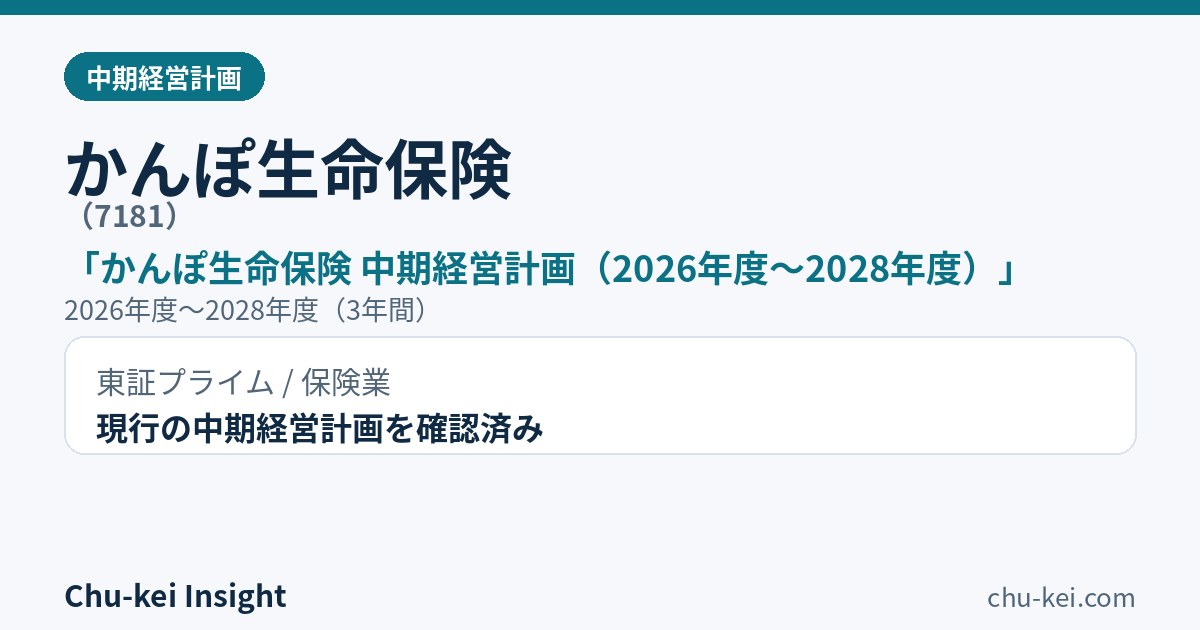 中期経営計画
かんぽ生命保険
（7181）
「かんぽ生命保険 中期経営計画（2026年度〜2028年度）」
2026年度〜2028年度（3年間）
東証プライム / 保険業
現行の中期経営計画を確認済み
Chu-kei Insight
chu-kei.com